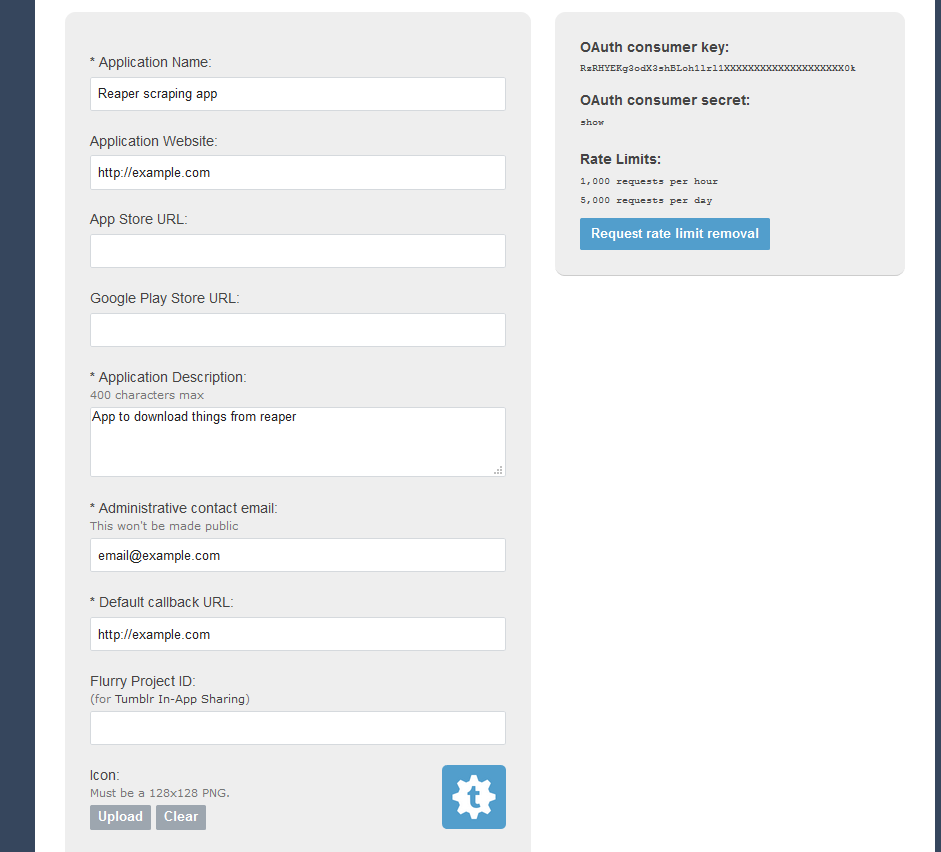 * Application Name:
Reaper scraping app
Application Website:
http://example.com
App Store URL:
Google Play Store URL:
* Application Description:
400 characters max
App to download things from reaper
* Administrative contact email:
This won't be made public
email@example.com
* Default callback URL:
http://example.com
Flurry Project ID:
(for Tumblr In-App Sharing)
Icon:
Must be a 128x128 PNG.
Upload Clear
t
OAuth consumer key:
RzRHYEKg3odX3shBLoh1lrl1XXXXXXXXXXXXXXXXXXXX0k
OAuth consumer secret:
show
Rate Limits:
1,000 requests per hour
5,000 requests per day
Request rate limit removal